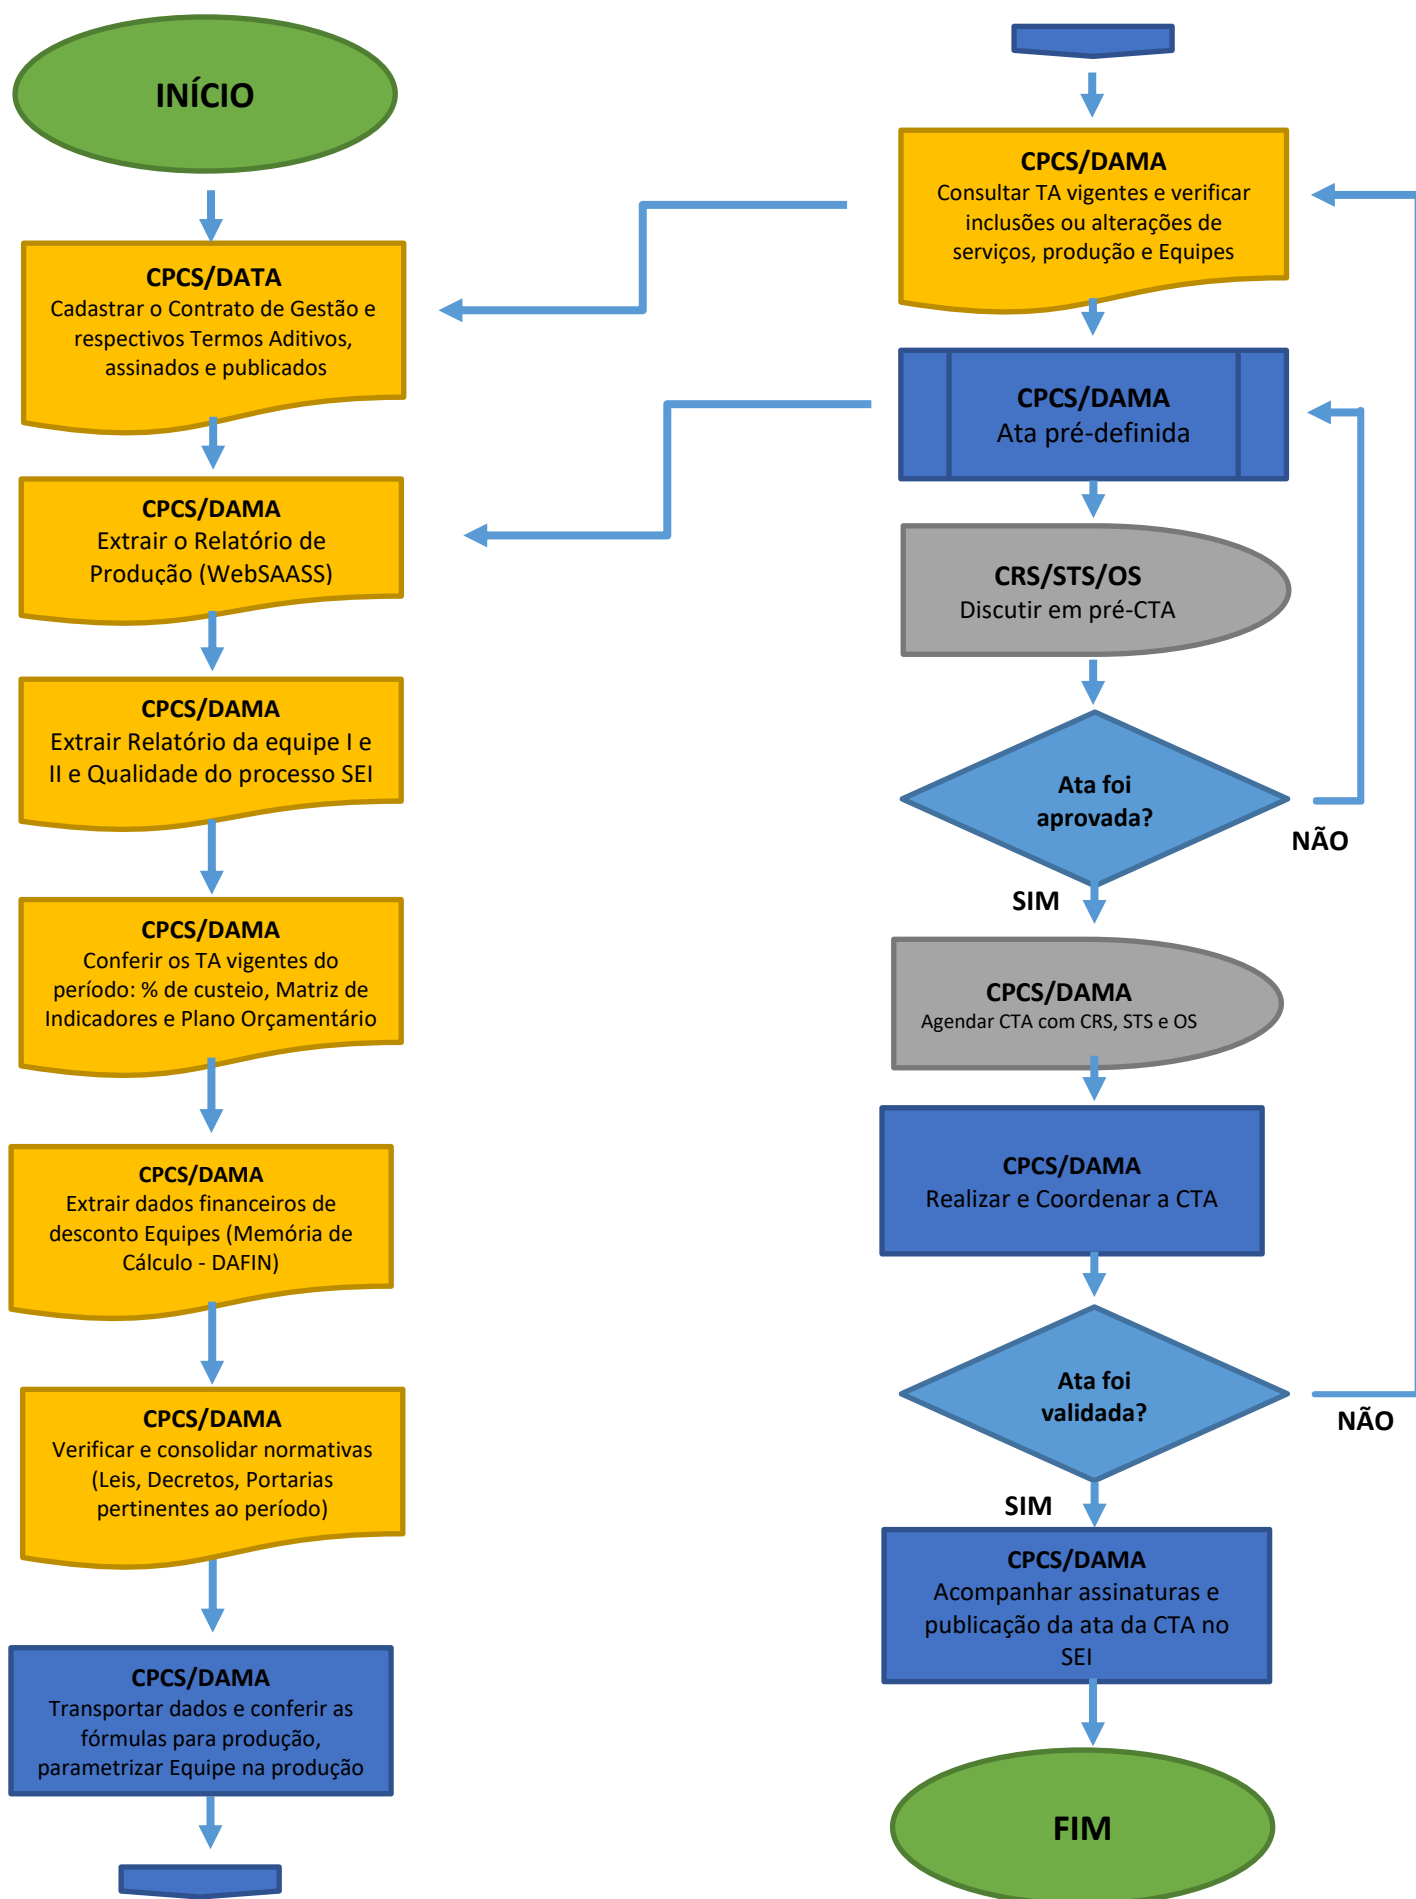 INÍCIO
CPCS/DATA
Cadastrar o Contrato de Gestão e
respectivos Termos Aditivos,
assinados e publicados
CPCS/DAMA
Extrair o Relatório de
Produção (WebSAASS)
CPCS/DAMA
Extrair Relatório da equipe I e
II e Qualidade do processo SEI
CPCS/DAMA
Conferir os TA vigentes do
período: % de custeio, Matriz de
Indicadores e Plano Orçamentário
CPCS/DAMA
Extrair dados financeiros de
desconto Equipes (Memória de
Cálculo - DAFIN)
CPCS/DAMA
Verificar e consolidar normativas
(Leis, Decretos, Portarias
pertinentes ao período)
CPCS/DAMA
Transportar dados e conferir as
fórmulas para produção,
parametrizar Equipe na produção
CPCS/DAMA
Consultar TA vigentes e verificar
inclusões ou alterações de
serviços, produção e Equipes
CPCS/DAMA
Ata pré-definida
CRS/STS/OS
Discutir em pré-CTA
Ata foi
aprovada?
NÃO
SIM
CPCS/DAMA
Agendar CTA com CRS, STS e OS
CPCS/DAMA
Realizar e Coordenar a CTA
Ata foi
validada?
NÃO
SIM
CPCS/DAMA
Acompanhar assinaturas e
publicação da ata da CTA no
SEI
FIM